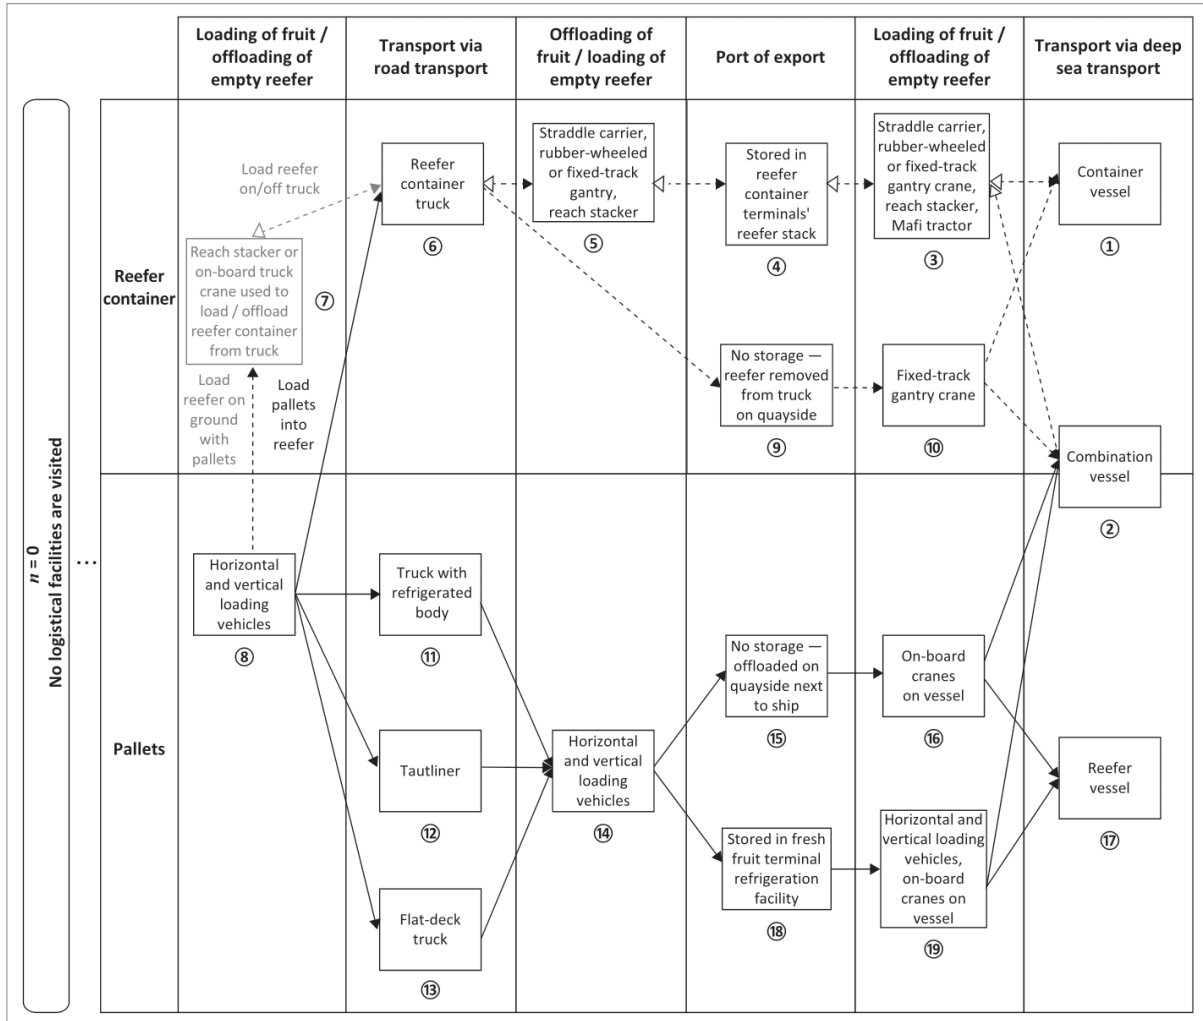 Loading of fruit /
offloading of
empty reefer
Transport via
road transport
Offloading of
fruit / loading of
empty reefer
Port of export
Loading of fruit /
offloading of
empty reefer
Transport via deep
sea transport
n = 0
No logistical facilities are visited
...
Reefer
container
Load reefer
on/off truck
Reach stacker or
on-board truck
crane used to
load / offload
reefer container
from truck
⑦
Load
reefer on
ground
with
pallets
Load
pallets
into
reefer
Reefer
container
truck
⑥
Straddle carrier,
rubber-wheeled
or fixed-track
gantry,
reach stacker
⑤
Stored in
reefer
container
terminals'
reefer stack
④
Straddle carrier,
rubber-wheeled
or fixed-track
gantry crane,
reach stacker,
Mafi tractor
③
Container
vessel
①
No storage —
reefer removed
from truck
on quayside
⑨
Fixed-track
gantry crane
⑩
Combination
vessel
②
Pallets
Horizontal
and vertical
loading
vehicles
⑧
Truck with
refrigerated
body
⑪
Tautliner
⑫
Flat-deck
truck
⑬
Horizontal
and vertical
loading
vehicles
⑭
No storage —
offloaded on
quayside next
to ship
⑮
On-board
cranes
on vessel
⑯
Reefer
vessel
⑰
Stored in fresh
fruit terminal
refrigeration
facility
⑱
Horizontal and
vertical loading
vehicles,
on-board
cranes on
vessel
⑲